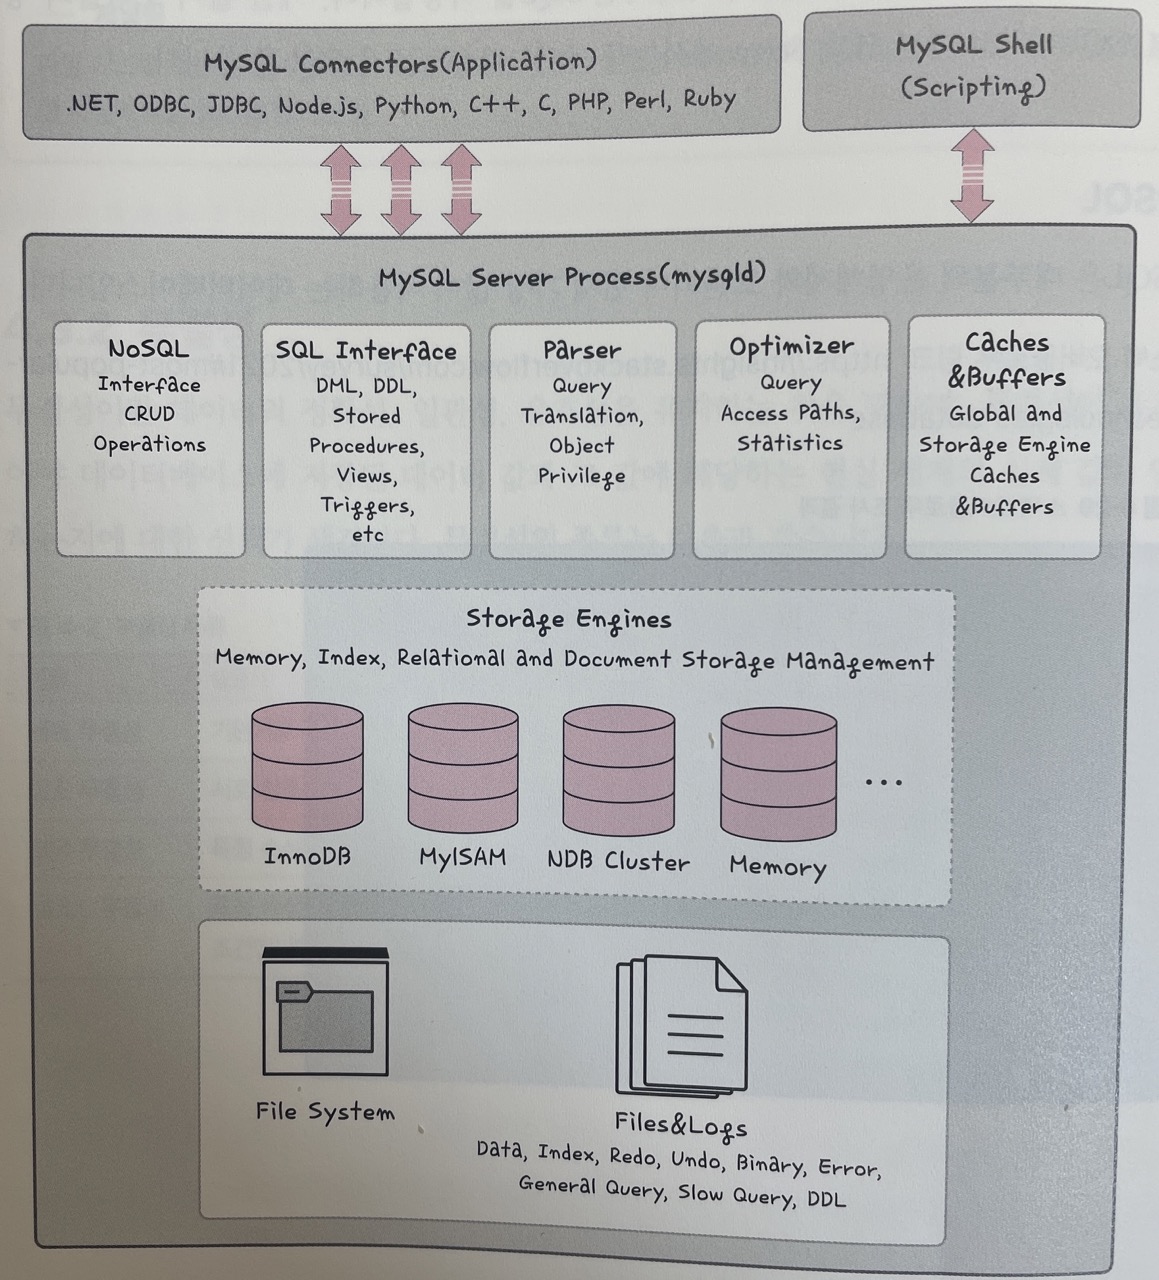 MySQL Connectors(Application)
.NET, ODBC, JDBC, Node.js, Python, C++, C, PHP, Perl, Ruby
MySQL Shell
(Scripting)
MySQL Server Process(mysqld)
NoSQL
Interface
CRUD
Operations
SQL Interface
DML, DDL,
Stored
Procedures,
Views,
Triggers,
etc
Parser
Query
Translation,
Object
Privilege
Optimizer
Query
Access Paths,
Statistics
Caches
&Buffers
Global and
Storage Engine
Caches
&Buffers
Storage Engines
Memory, Index, Relational and Document Storage Management
InnoDB
MyISAM
NDB Cluster
Memory
...
File System
Files&Logs
Data, Index, Redo, Undo, Binary, Error,
General Query, Slow Query, DDL